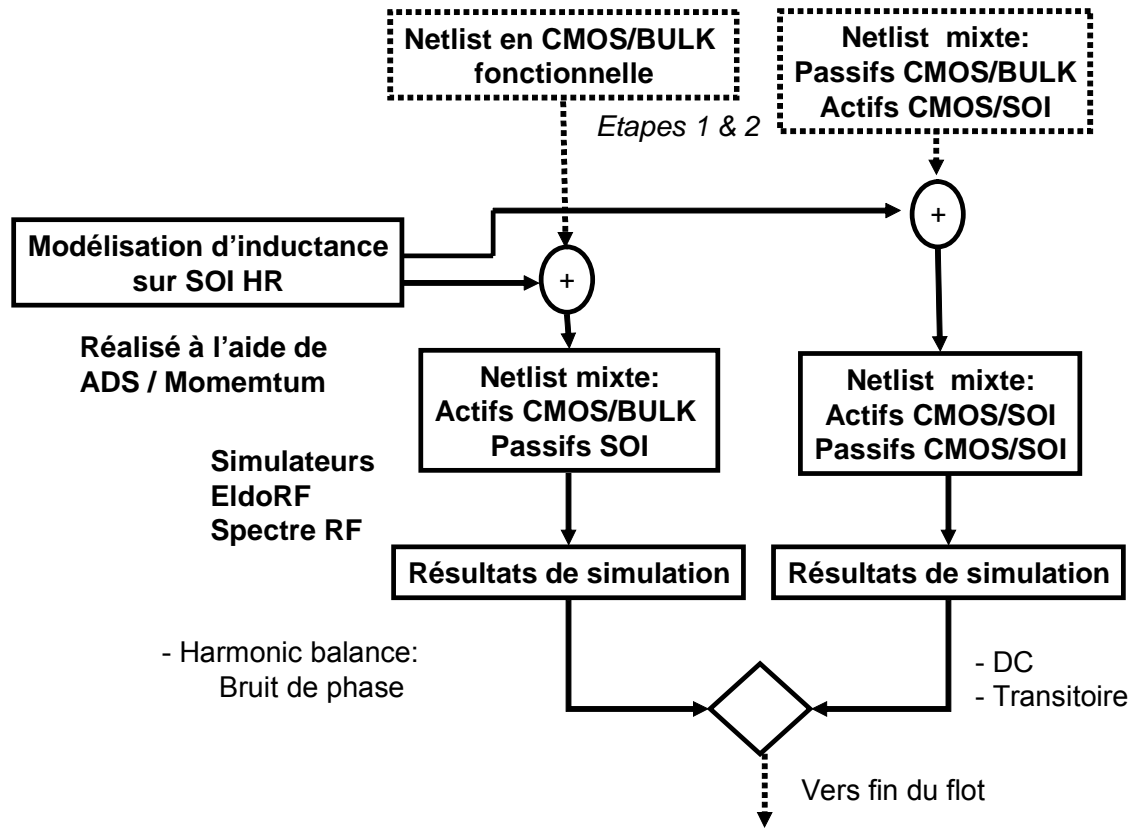 Netlist en CMOS/BULK
fonctionnelle
Netlist mixte:
Passifs CMOS/BULK
Actifs CMOS/SOI
Etapes 1 & 2
+
Modélisation d'inductance
sur SOI HR
+
Réalisé à l'aide de
ADS / Momemtum
Netlist mixte:
Actifs CMOS/BULK
Passifs SOI
Netlist mixte:
Actifs CMOS/SOI
Passifs CMOS/SOI
Simulateurs
EldoRF
Spectre RF
Résultats de simulation
Résultats de simulation
- Harmonic balance:
Bruit de phase
- DC
- Transitoire
Vers fin du flot